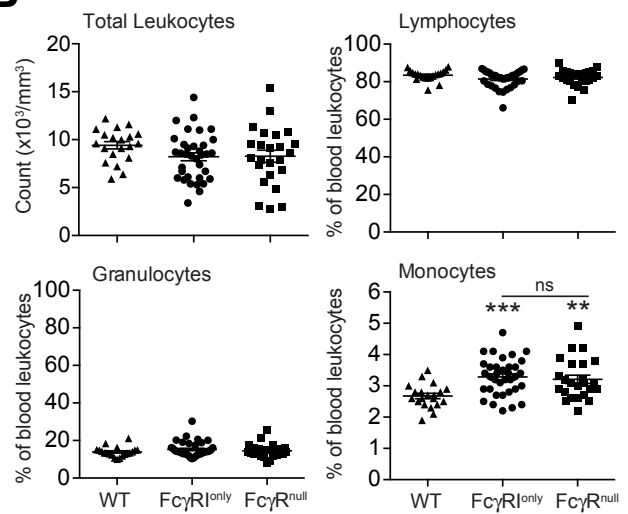 Total Leukocytes
Count (x10³/mm³)
20
15
10
5
0
Lymphocytes
% of blood leukocytes
100
80
60
40
20
0
Granulocytes
% of blood leukocytes
100
80
60
40
20
0
WT FcγRIᵒⁿˡʸ FcγRⁿᵘˡˡ
Monocytes
% of blood leukocytes
6
5
4
3
2
1
0
ns
*** **
WT FcγRIᵒⁿˡʸ FcγRⁿᵘˡˡ